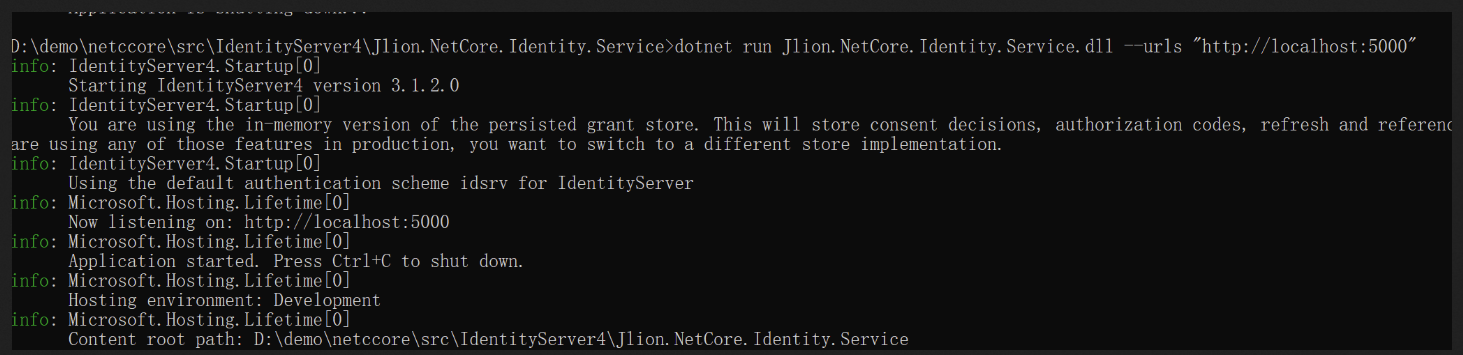 Application is shutting down...
D:\demo\netccore\src\IdentityServer4\Jlion.NetCore.Identity.Service>dotnet run Jlion.NetCore.Identity.Service.dll --urls "http://localhost:5000"
info: IdentityServer4.Startup[0]
Starting IdentityServer4 version 3.1.2.0
info: IdentityServer4.Startup[0]
You are using the in-memory version of the persisted grant store. This will store consent decisions, authorization codes, refresh and referenc
are using any of those features in production, you want to switch to a different store implementation.
info: IdentityServer4.Startup[0]
Using the default authentication scheme idsrv for IdentityServer
info: Microsoft.Hosting.Lifetime[0]
Now listening on: http://localhost:5000
info: Microsoft.Hosting.Lifetime[0]
Application started. Press Ctrl+C to shut down.
info: Microsoft.Hosting.Lifetime[0]
Hosting environment: Development
info: Microsoft.Hosting.Lifetime[0]
Content root path: D:\demo\netccore\src\IdentityServer4\Jlion.NetCore.Identity.Service